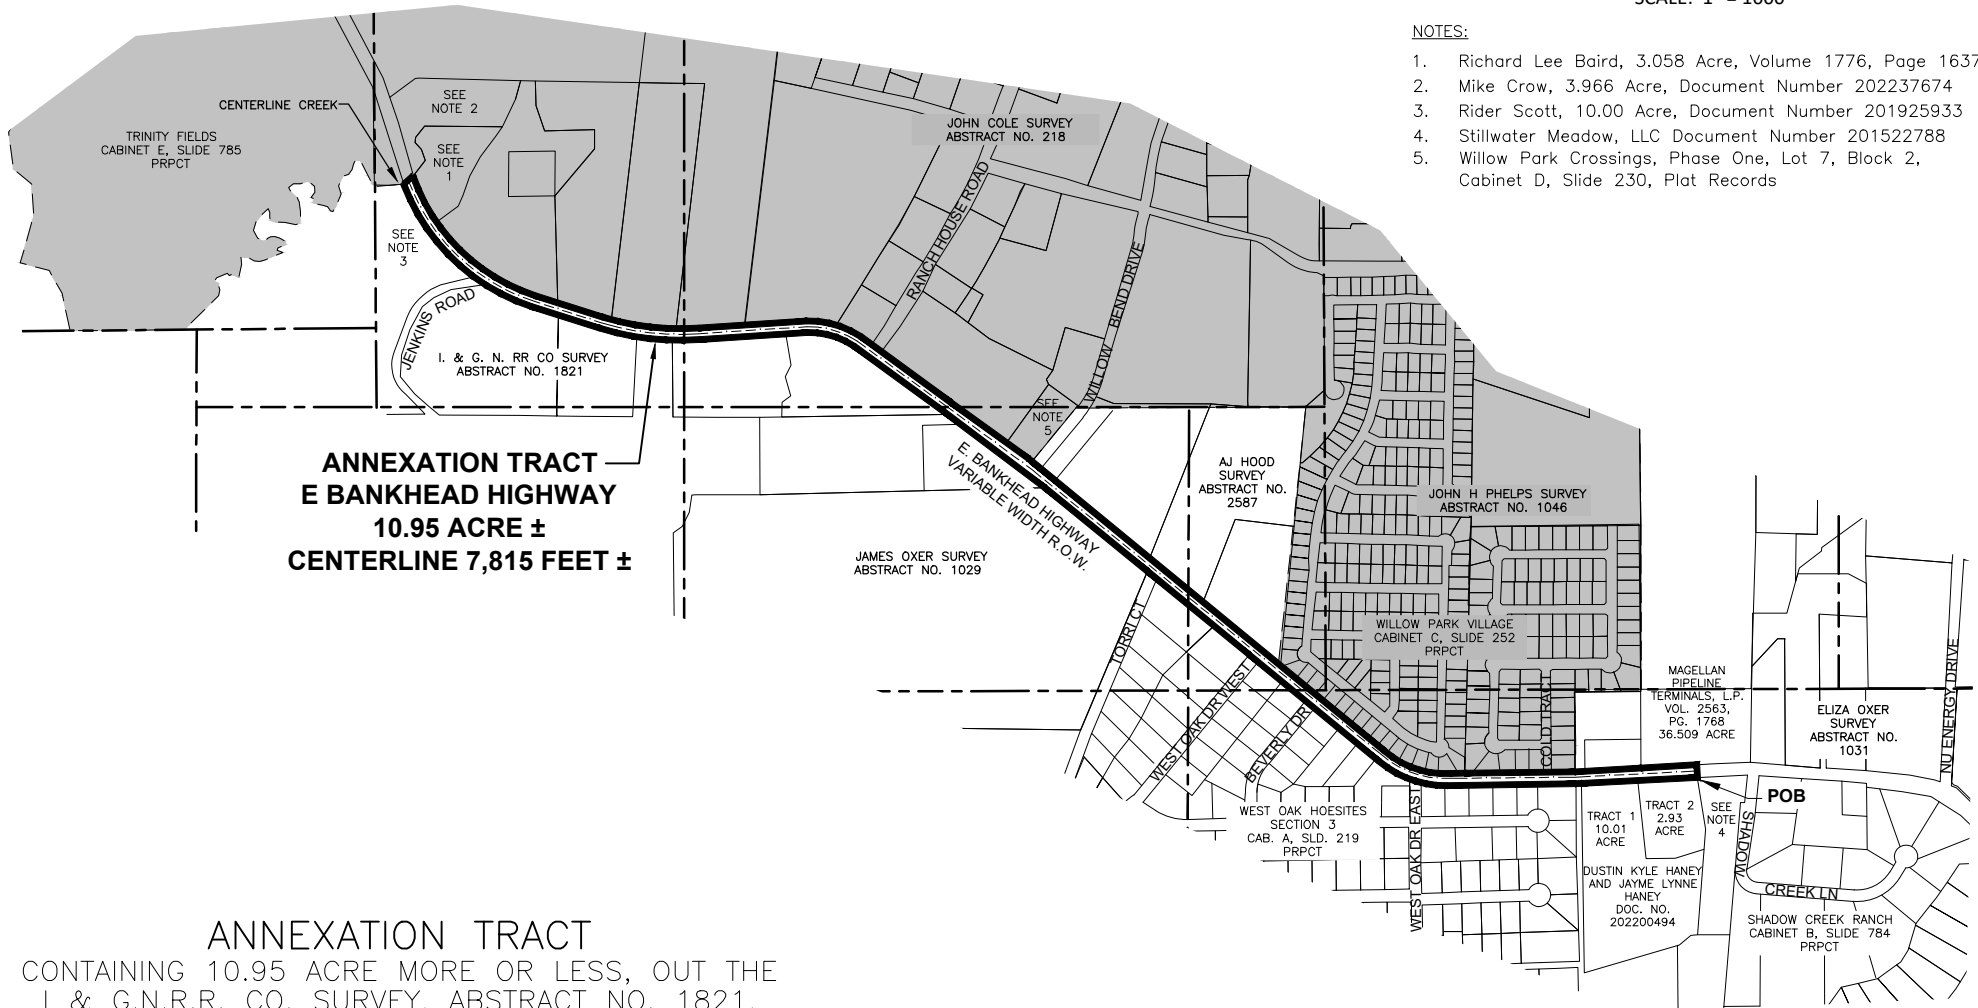 SCALE: 1" = 1000'
NOTES:
1. Richard Lee Baird, 3.058 Acre, Volume 1776, Page 1637
2. Mike Crow, 3.966 Acre, Document Number 202237674
3. Rider Scott, 10.00 Acre, Document Number 201925933
4. Stillwater Meadow, LLC Document Number 201522788
5. Willow Park Crossings, Phase One, Lot 7, Block 2,
Cabinet D, Slide 230, Plat Records
CENTERLINE CREEK
TRINITY FIELDS
CABINET E, SLIDE 785
PRPCT
SEE
NOTE 2
SEE
NOTE
1
SEE
NOTE
3
JOHN COLE SURVEY
ABSTRACT NO. 218
RANCH HOUSE ROAD
WILLOW BEND DRIVE
JENKINS ROAD
I. & G. N. RR CO SURVEY
ABSTRACT NO. 1821
SEE
NOTE
5
ANNEXATION TRACT
E BANKHEAD HIGHWAY
10.95 ACRE ±
CENTERLINE 7,815 FEET ±
E. BANKHEAD HIGHWAY
VARIABLE WIDTH R.O.W.
AJ HOOD
SURVEY
ABSTRACT NO.
2587
JOHN H PHELPS SURVEY
ABSTRACT NO. 1046
JAMES OXER SURVEY
ABSTRACT NO. 1029
TORRI CT
WILLOW PARK VILLAGE
CABINET C, SLIDE 252
PRPCT
WEST OAK DR WEST
BEVERLY DR
COLD TRACT
MAGELLAN
PIPELINE
TERMINALS, L.P.
VOL. 2563,
PG. 1768
36.509 ACRE
ELIZA OXER
SURVEY
ABSTRACT NO.
1031
NU ENERGY DRIVE
POB
WEST OAK HOESITES
SECTION 3
CAB. A, SLD. 219
PRPCT
WEST OAK DR EAST
TRACT 1
10.01
ACRE
TRACT 2
2.93
ACRE
SEE
NOTE
4
SHADOW
CREEK LN
DUSTIN KYLE HANEY
AND JAYME LYNNE
HANEY
DOC. NO.
202200494
SHADOW CREEK RANCH
CABINET B, SLIDE 784
PRPCT
ANNEXATION TRACT
CONTAINING 10.95 ACRE MORE OR LESS, OUT THE
I. & G.N.R.R. CO. SURVEY, ABSTRACT NO. 1821,